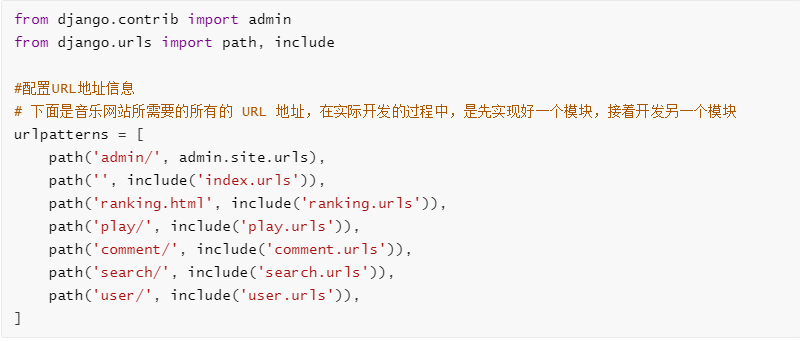 from django.contrib import admin
from django.urls import path, include
#配置URL地址信息
# 下面是音乐网站所需要的所有的 URL 地址，在实际开发的过程中，是先实现好一个模块，接着开发另一个模块
urlpatterns = [
    path('admin/', admin.site.urls),
    path('', include('index.urls')),
    path('ranking.html', include('ranking.urls')),
    path('play/', include('play.urls')),
    path('comment/', include('comment.urls')),
    path('search/', include('search.urls')),
    path('user/', include('user.urls')),
]